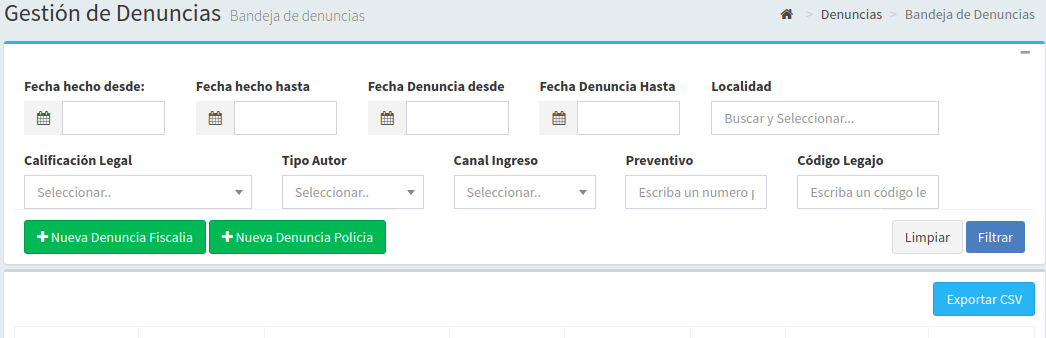 Gestión de Denuncias Bandeja de denuncias
Denuncias > Bandeja de Denuncias
Fecha hecho desde: Fecha hecho hasta Fecha Denuncia desde Fecha Denuncia Hasta Localidad
Buscar y Seleccionar...
Calificación Legal Tipo Autor Canal Ingreso Preventivo Código Legajo
Seleccionar.. Seleccionar.. Seleccionar.. Escriba un numero Escriba un código le
Nueva Denuncia Fiscalia Nueva Denuncia Policia Limpiar Filtrar
Exportar CSV